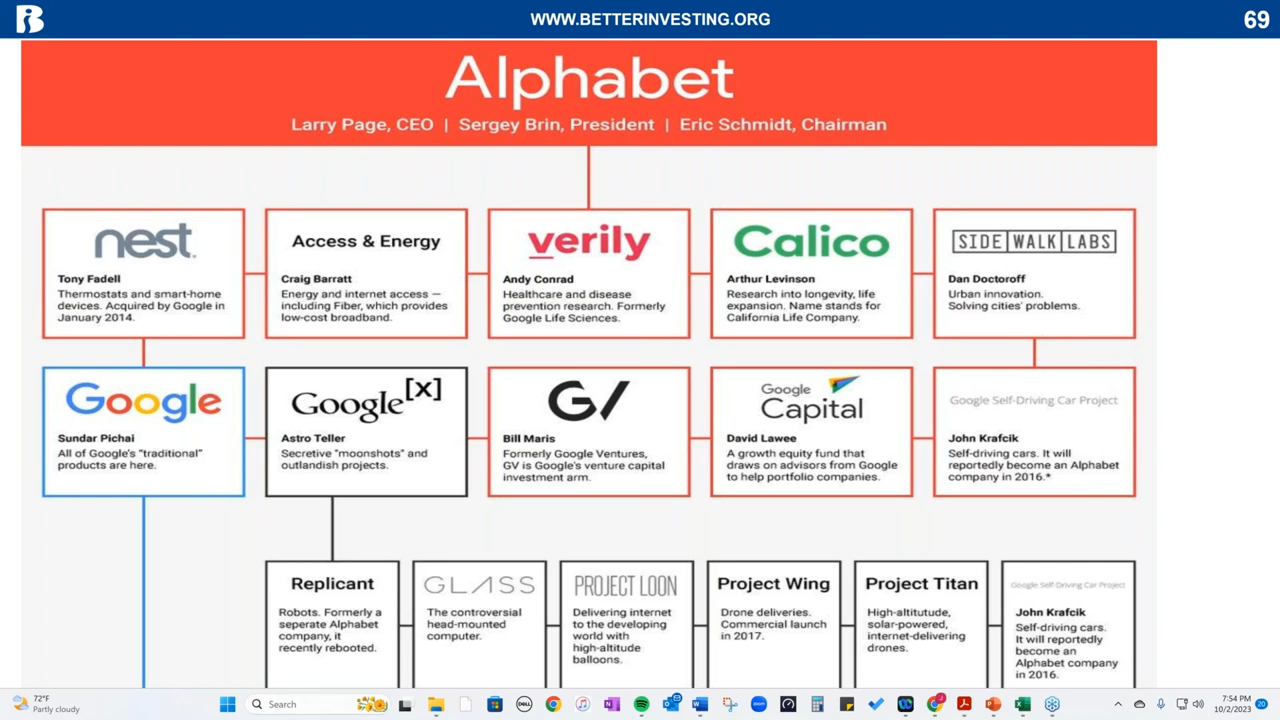 WWW.BETTERINVESTING.ORG
69
Alphabet
Larry Page, CEO | Sergey Brin, President | Eric Schmidt, Chairman
nest
Tony Fadell
Thermostats and smart-home
devices. Acquired by Google in
January 2014.
Access & Energy
Craig Barratt
Energy and internet access —
including Fiber, which provides
low-cost broadband.
verily
Andy Conrad
Healthcare and disease
prevention research. Formerly
Google Life Sciences.
Calico
Arthur Levinson
Research into longevity, life
expansion. Name stands for
California Life Company.
SIDE WALK LABS
Dan Doctoroff
Urban innovation.
Solving cities' problems.
Google
Sundar Pichai
All of Google's "traditional"
products are here.
Google[x]
Astro Teller
Secretive "moonshots" and
outlandish projects.
GV
Bill Maris
Formerly Google Ventures,
GV is Google's venture capital
investment arm.
Google
Capital
David Lawee
A growth equity fund that
draws on advisors from Google
to help portfolio companies.
Google Self-Driving Car Project
John Krafcik
Self-driving cars. It will
reportedly become an Alphabet
company in 2016.*
Replicant
Robots. Formerly a
seperate Alphabet
company, it
recently rebooted.
GLASS
The controversial
head-mounted
computer.
PROJECT LOON
Delivering internet
to the developing
world with
high-altitude
balloons.
Project Wing
Drone deliveries.
Commercial launch
in 2017.
Project Titan
High-altitutude,
solar-powered,
internet-delivering
drones.
Google Self-Driving Car Project
John Krafcik
Self-driving cars.
It will reportedly
become an
Alphabet company
in 2016.
72°F
Partly cloudy
Search
DELL
zoom
7:54 PM
10/2/2023
20